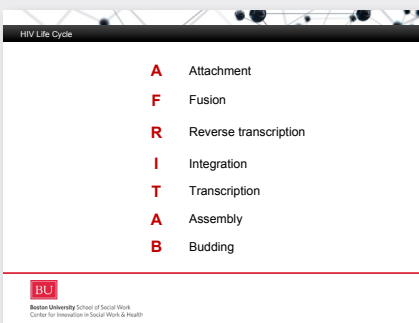 HIV Life Cycle
A Attachment
F Fusion
R Reverse transcription
I Integration
T Transcription
A Assembly
B Budding
BU
Boston University School of Social Work
Center for Innovation in Social Work & Health